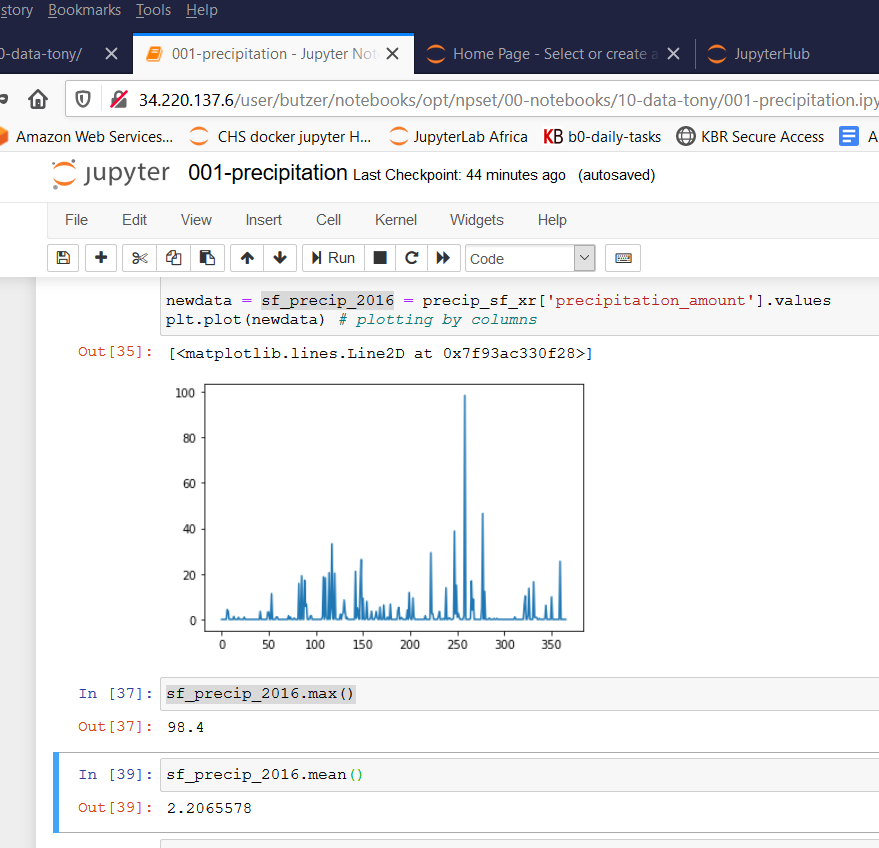 story Bookmarks Tools Help
0-data-tony/ 001-precipitation - Jupyter Not Home Page - Select or create a JupyterHub
34.220.137.6/user/butzer/notebooks/opt/npset/00-notebooks/10-data-tony/001-precipitation.ipy
Amazon Web Services... CHS docker jupyter H... JupyterLab Africa KB b0-daily-tasks KBR Secure Access A
jupyter 001-precipitation Last Checkpoint: 44 minutes ago (autosaved)
File Edit View Insert Cell Kernel Widgets Help
Run Code
newdata = sf_precip_2016 = precip_sf_xr['precipitation_amount'].values
plt.plot(newdata) # plotting by columns
Out[35]: [<matplotlib.lines.Line2D at 0x7f93ac330f28>]
100
80
60
40
20
0
0 50 100 150 200 250 300 350
In [37]: sf_precip_2016.max()
Out[37]: 98.4
In [39]: sf_precip_2016.mean()
Out[39]: 2.2065578